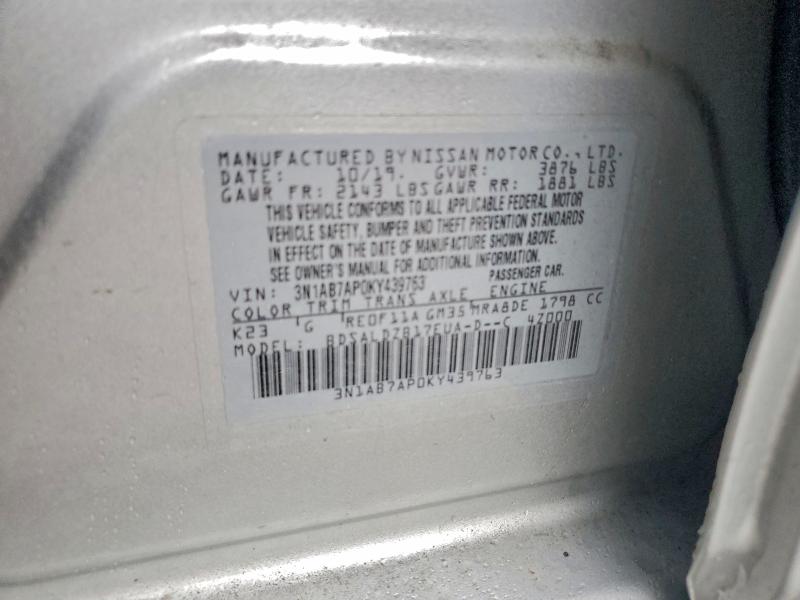 MANUFACTURED BY NISSAN MOTOR CO., LTD.
DATE: 10/19. GVWR: 3876 LBS
GAWR FR: 2143 LBS GAWR RR: 1881 LBS
THIS VEHICLE CONFORMS TO ALL APPLICABLE FEDERAL MOTOR
VEHICLE SAFETY, BUMPER AND THEFT PREVENTION STANDARDS
IN EFFECT ON THE DATE OF MANUFACTURE SHOWN ABOVE.
SEE OWNER'S MANUAL FOR ADDITIONAL INFORMATION.
PASSENGER CAR.
VIN: 3N1AB7AP0KY439763
COLOR TRIM TRANS AXLE ENGINE
K23 G RE0F11A GM35 MRA8DE 1798 CC
MODEL: 4Z000
3N1AB7AP0KY439763